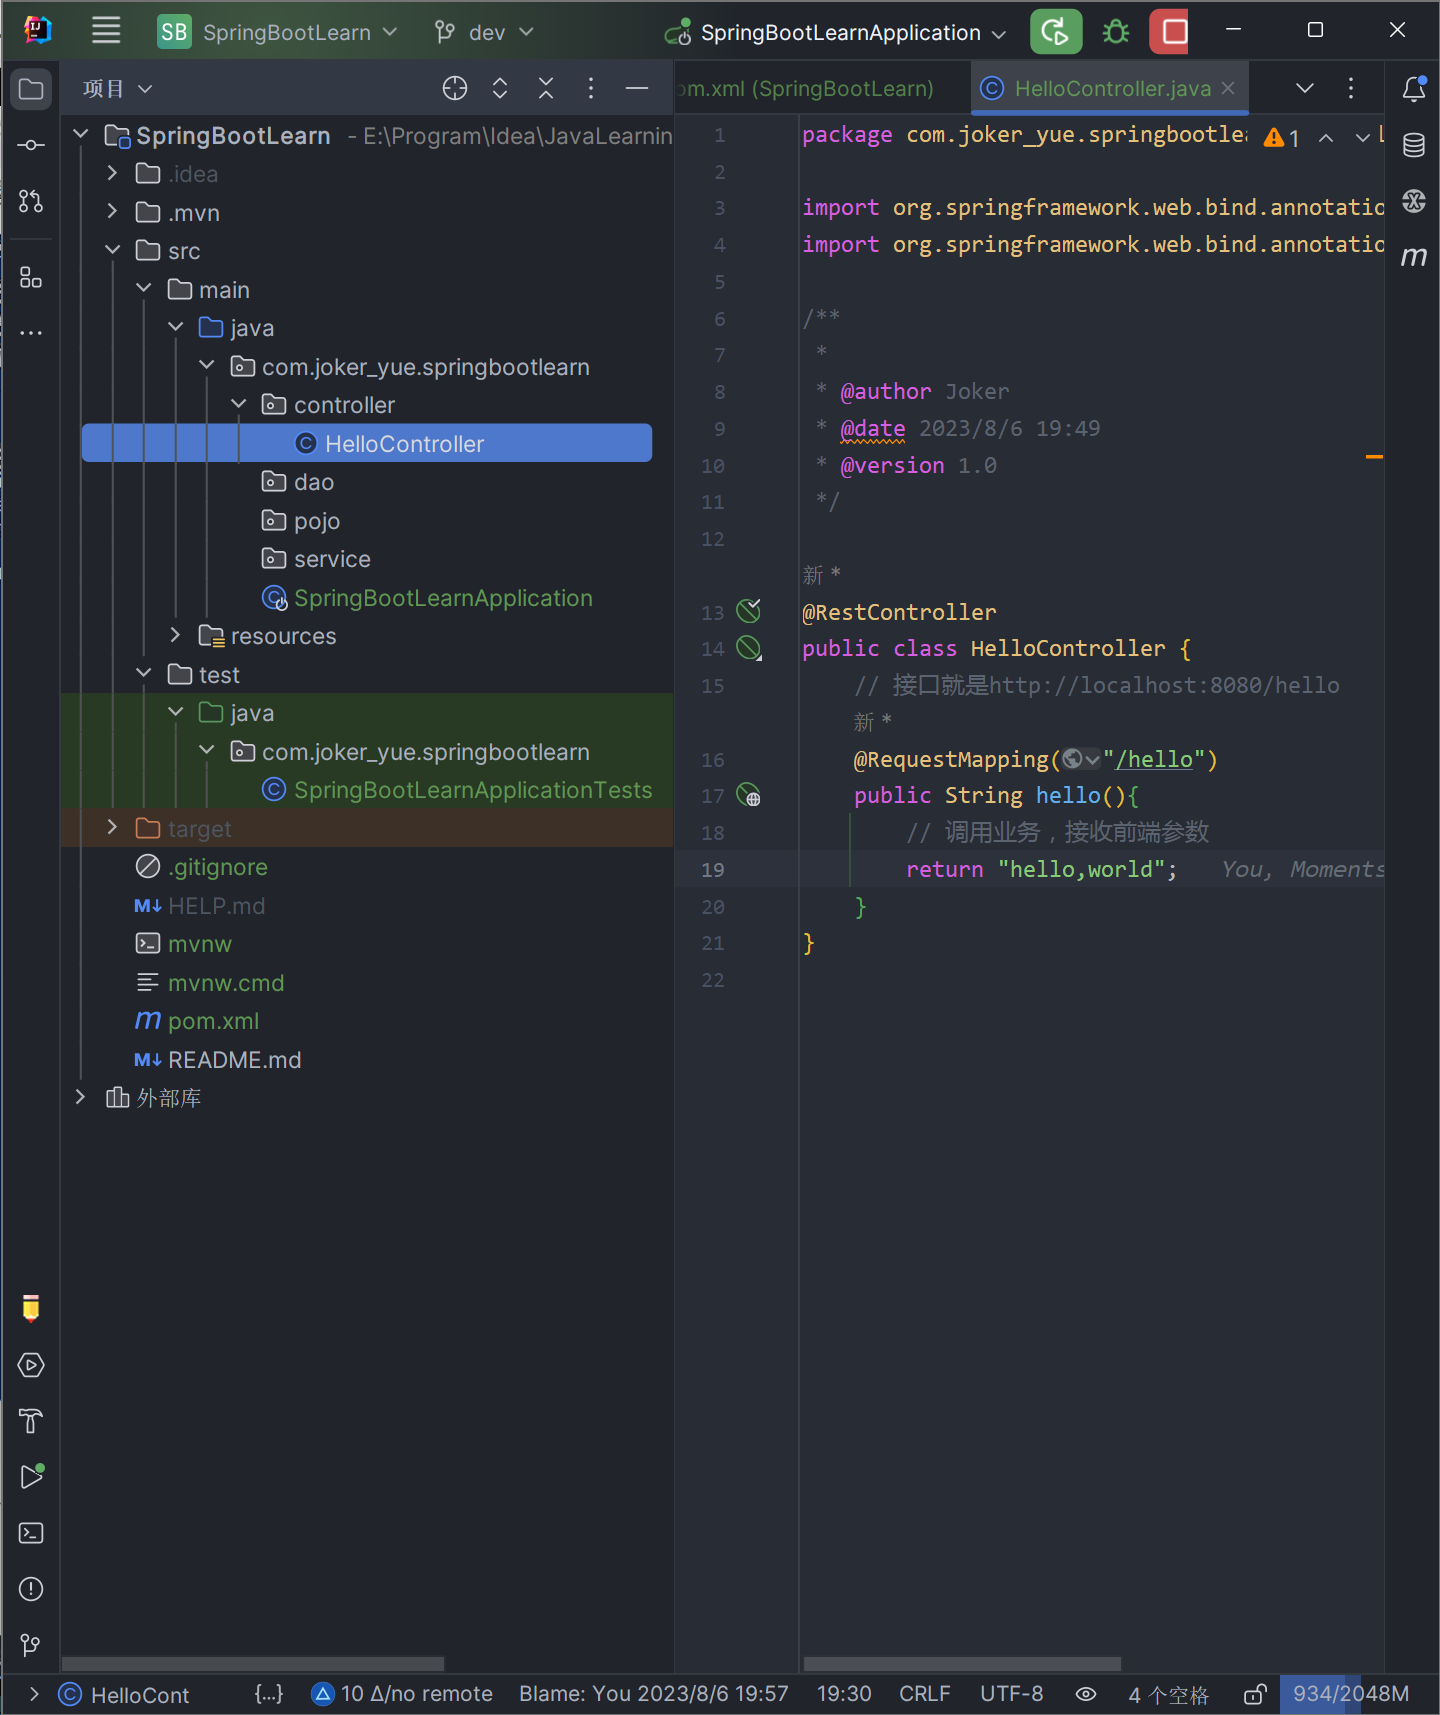 SB SpringBootLearn dev SpringBootLearnApplication
项目
om.xml (SpringBootLearn) HelloController.java
SpringBootLearn - E:\Program\Idea\JavaLearnin
.idea
.mvn
src
main
java
com.joker_yue.springbootlearn
controller
HelloController
dao
pojo
service
SpringBootLearnApplication
resources
test
java
com.joker_yue.springbootlearn
SpringBootLearnApplicationTests
target
.gitignore
HELP.md
mvnw
mvnw.cmd
pom.xml
README.md
外部库
1 package com.joker_yue.springbootlea 1
2
3 import org.springframework.web.bind.annotatio
4 import org.springframework.web.bind.annotatio
5
6 /**
7 *
8 * @author Joker
9 * @date 2023/8/6 19:49
10 * @version 1.0
11 */
12
新 *
13 @RestController
14 public class HelloController {
15 // 接口就是http://localhost:8080/hello
新 *
16 @RequestMapping("/hello")
17 public String hello(){
18 // 调用业务，接收前端参数
19 return "hello,world"; You, Moments
20 }
21 }
22
HelloCont {...} 10 Δ/no remote Blame: You 2023/8/6 19:57 19:30 CRLF UTF-8 4 个空格 934/2048M